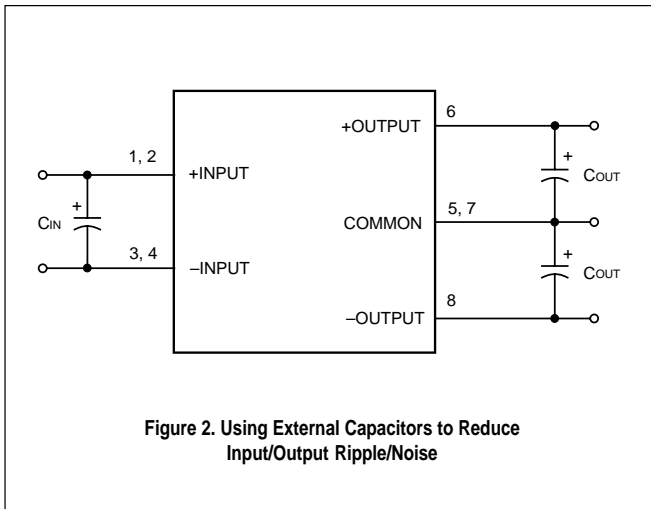 6
+OUTPUT
1, 2
+INPUT
+
COUT
+
CIN
5, 7
COMMON
3, 4
–INPUT
+
COUT
8
–OUTPUT
Figure 2. Using External Capacitors to Reduce
Input/Output Ripple/Noise